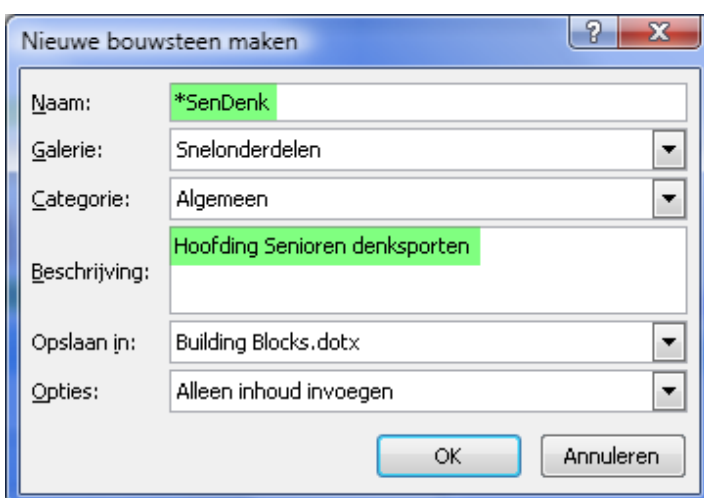 Nieuwe bouwsteen maken
Naam: *SenDenk
Galerie: Snelonderdelen
Categorie: Algemeen
Beschrijving: Hoofding Senioren denksporten
Opslaan in: Building Blocks.dotx
Opties: Alleen inhoud invoegen
OK Annuleren